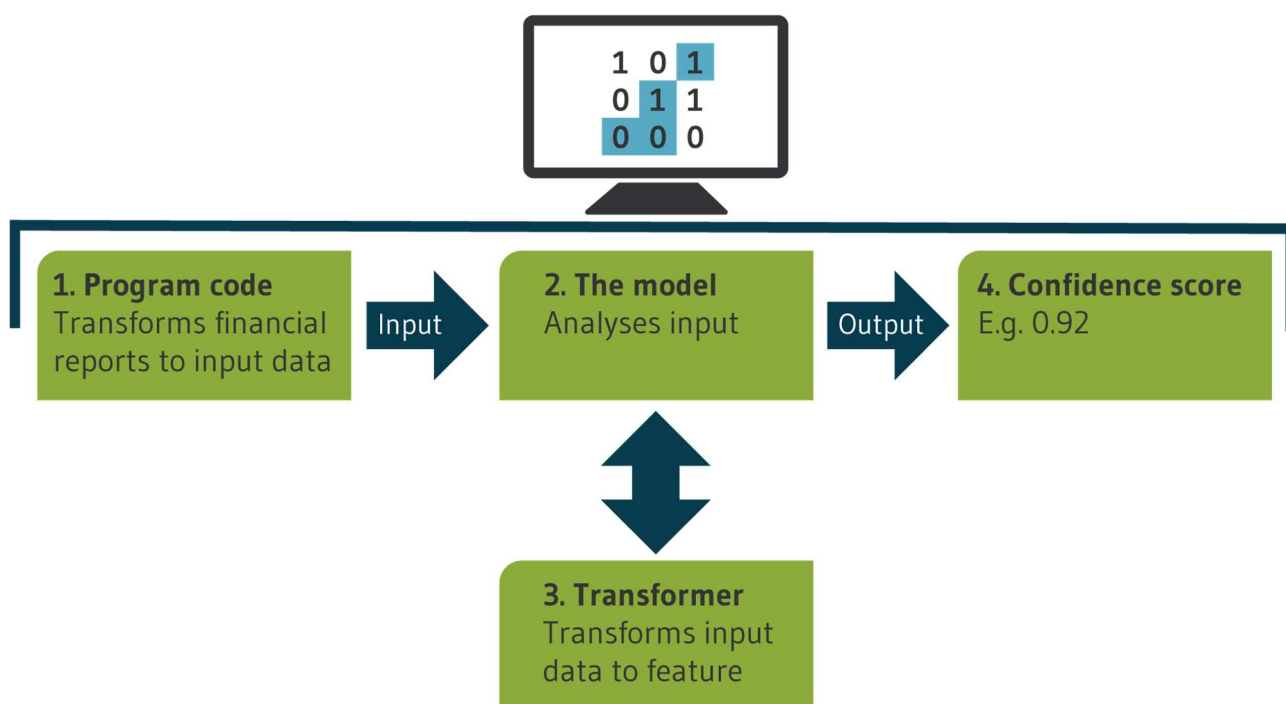 1 0 1
0 1 1
0 0 0
1. Program code
Transforms financial
reports to input data
Input
2. The model
Analyses input
Output
4. Confidence score
E.g. 0.92
3. Transformer
Transforms input
data to feature